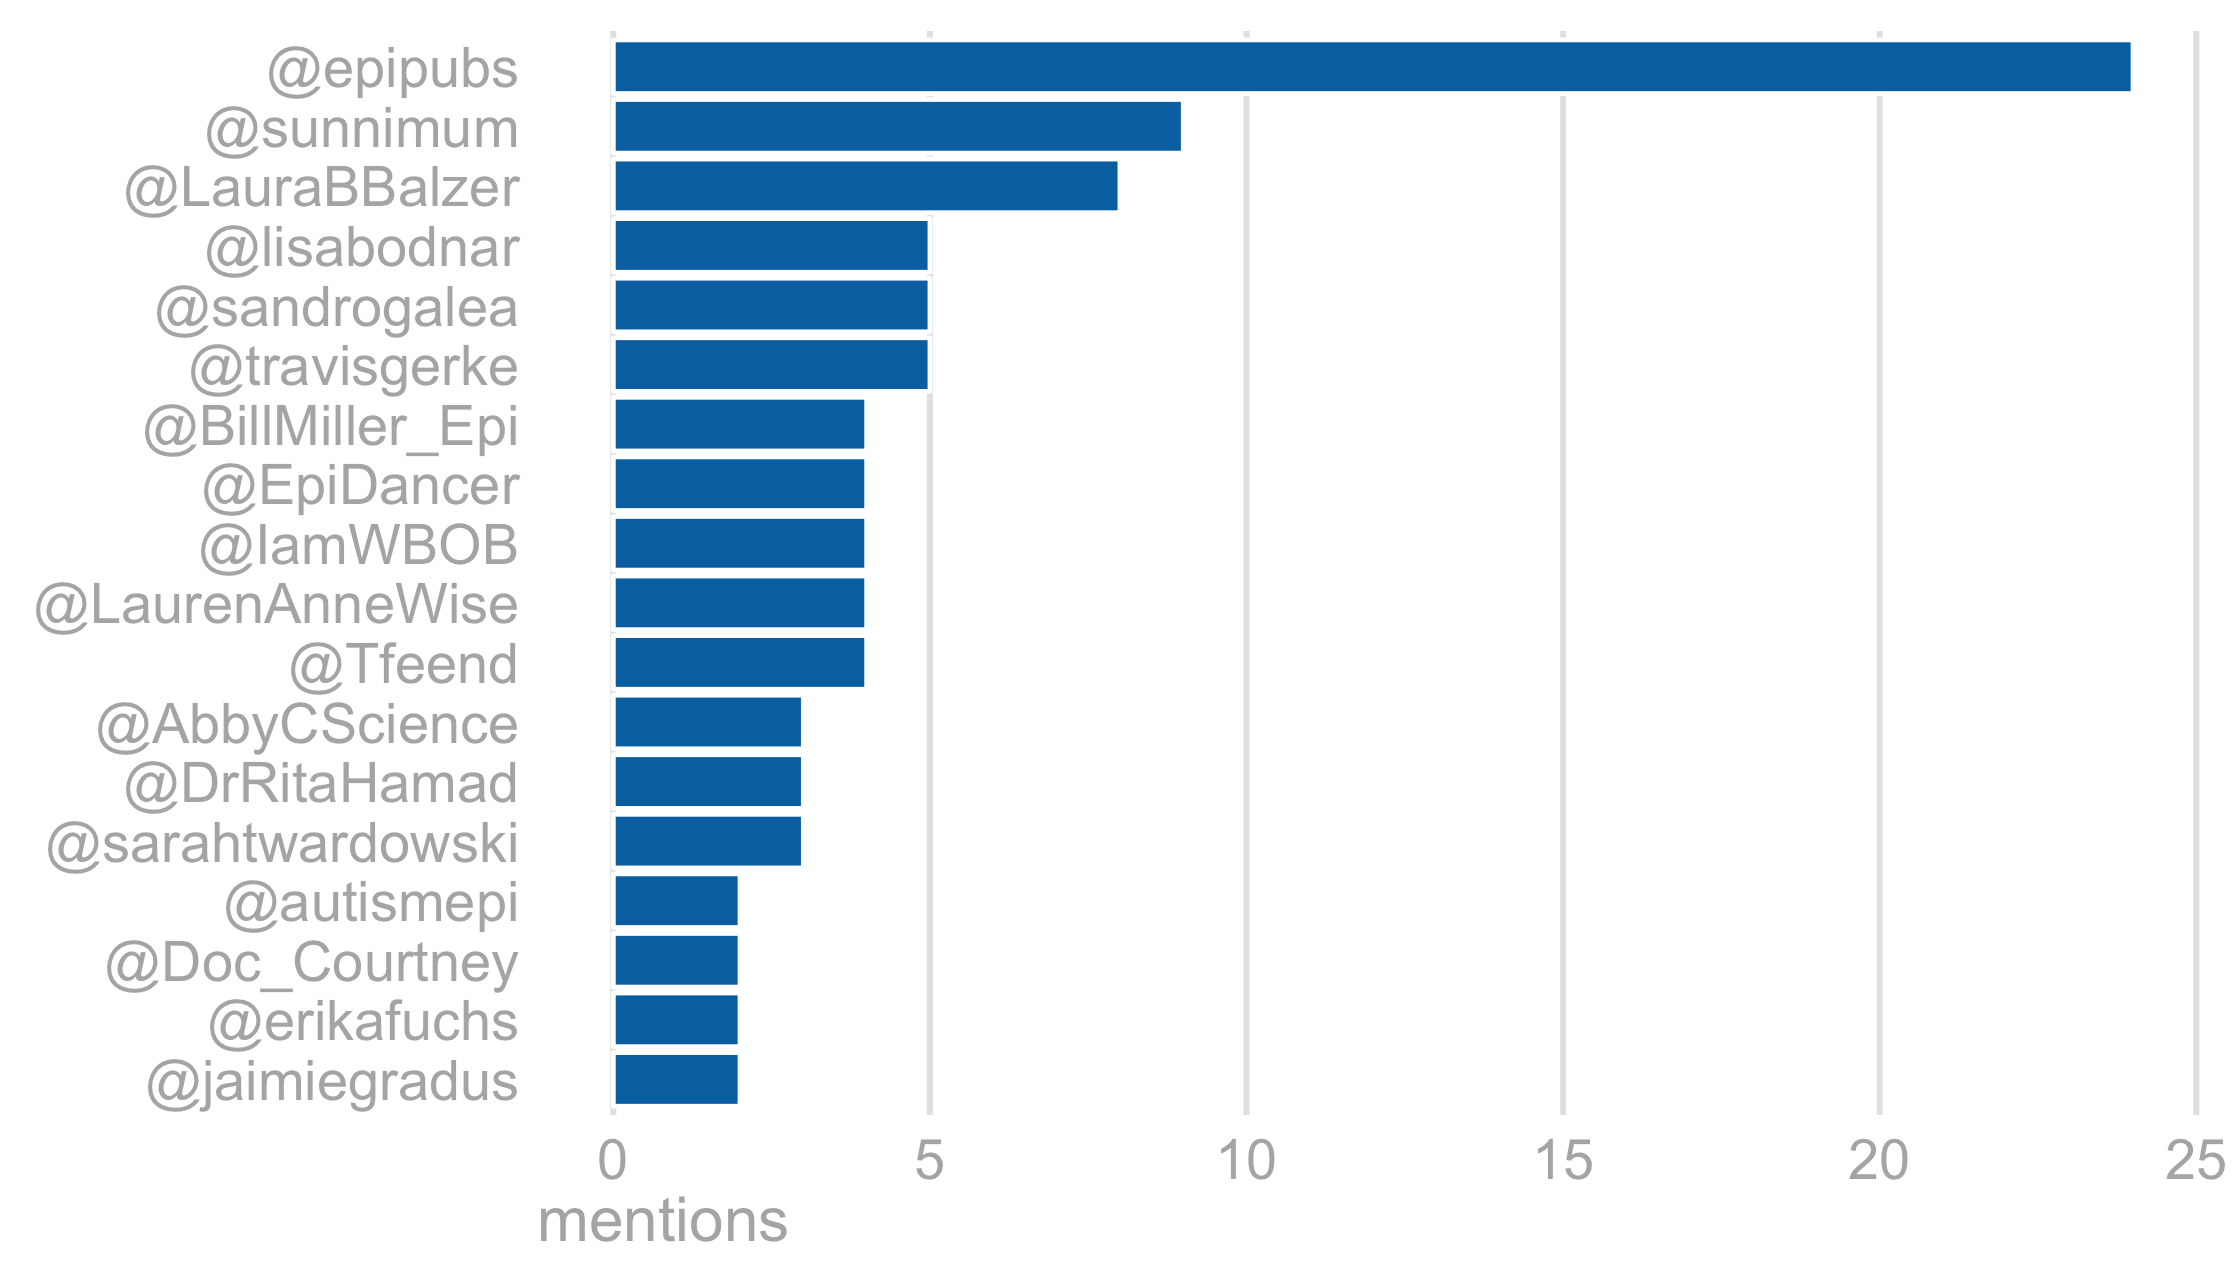 @epipubs
@sunnimum
@LauraBBalzer
@lisabodnar
@sandrogalea
@travisgerke
@BillMiller_Epi
@EpiDancer
@IamWBOB
@LaurenAnneWise
@Tfeend
@AbbyCScience
@DrRitaHamad
@sarahtwardowski
@autismepi
@Doc_Courtney
@erikafuchs
@jaimiegradus
0 5 10 15 20 25
mentions